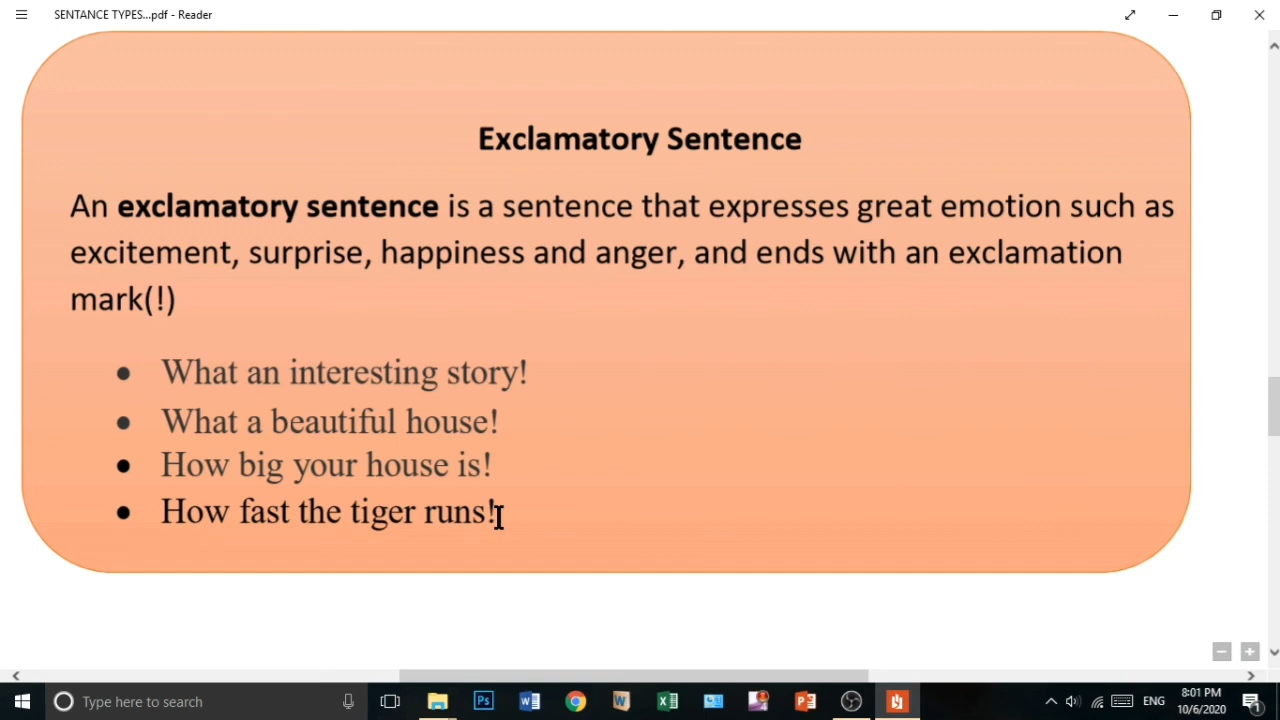 SENTANCE TYPES...pdf - Reader
Exclamatory Sentence
An exclamatory sentence is a sentence that expresses great emotion such as
excitement, surprise, happiness and anger, and ends with an exclamation
mark(!)
• What an interesting story!
• What a beautiful house!
• How big your house is!
• How fast the tiger runs!
Type here to search
ENG
8:01 PM
10/6/2020